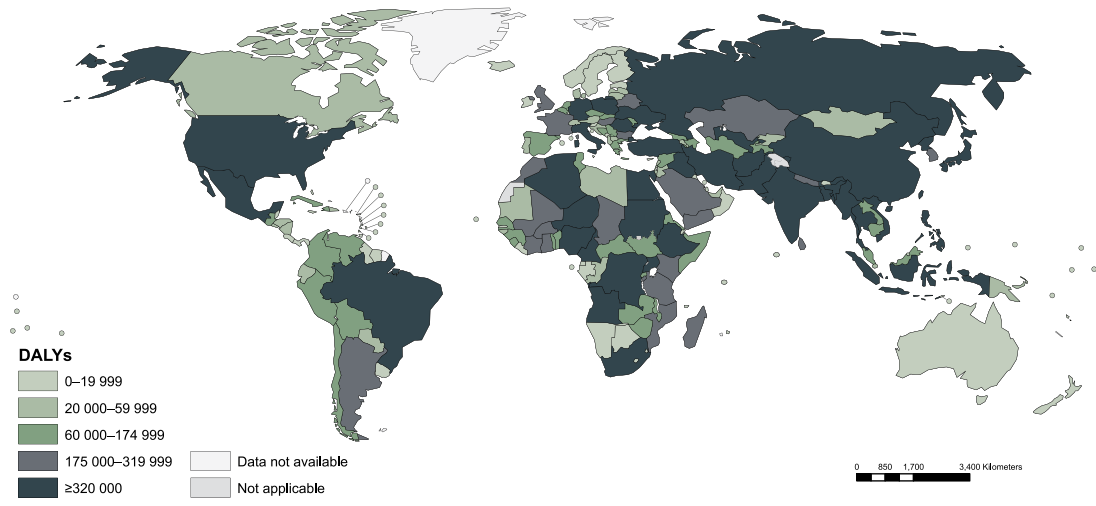 DALYs
0–19 999
20 000–59 999
60 000–174 999
175 000–319 999
≥320 000
Data not available
Not applicable
0 850 1,700 3,400 Kilometers